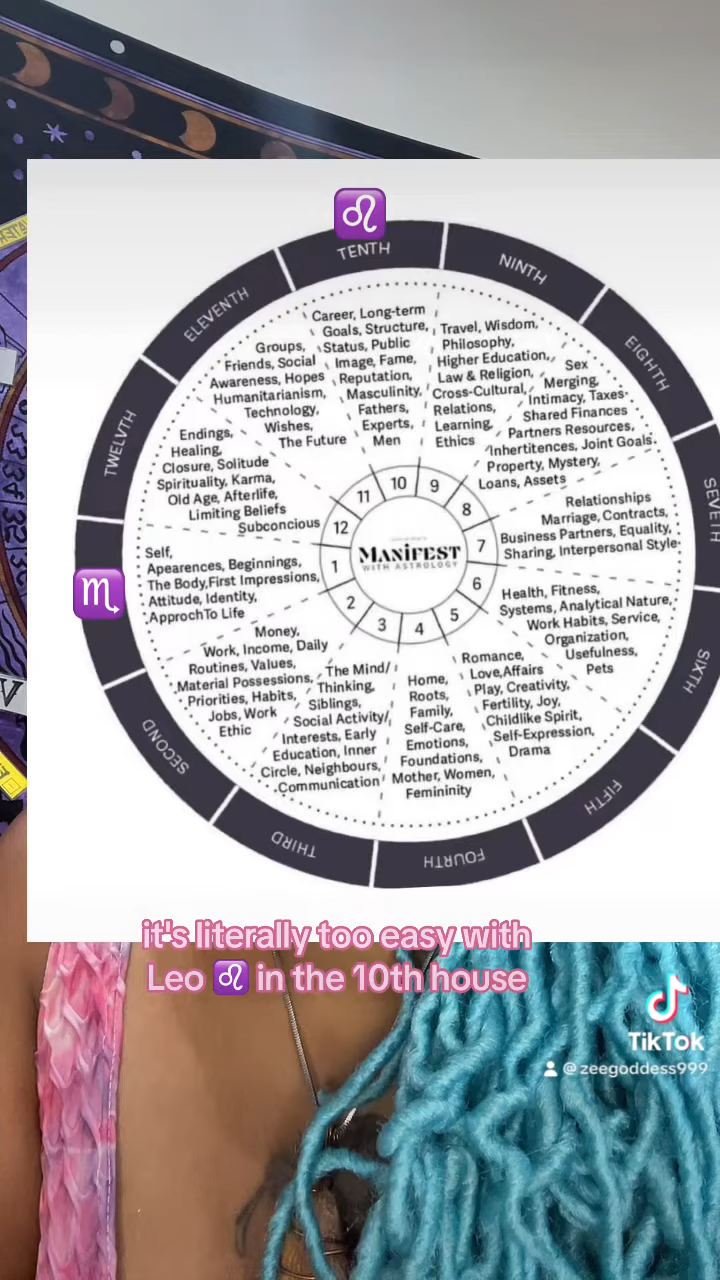 ♌
TENTH
NINTH
EIGHTH
SEVETH
SIXTH
FIFTH
FOURTH
THIRD
SECOND
♏
TWELVTH
ELEVENTH
Career, Long-term
Goals, Structure,
Status, Public
Image, Fame,
Reputation,
Masculinity,
Fathers,
Experts,
Men
Travel, Wisdom,
Philosophy,
Higher Education,
Law & Religion,
Cross-Cultural,
Relations,
Learning,
Ethics
Sex
Merging,
Intimacy, Taxes
Shared Finances
Partners Resources,
Inhertitences, Joint Goals.
Property, Mystery,
Loans, Assets
Relationships
Marriage, Contracts,
Business Partners, Equality,
Sharing, Interpersonal Style
Health, Fitness,
Systems, Analytical Nature,
Work Habits, Service,
Organization,
Usefulness,
Pets
Romance,
Love,Affairs
Play, Creativity,
Fertility, Joy,
Childlike Spirit,
Self-Expression,
Drama
Home,
Roots,
Family,
Self-Care,
Emotions,
Foundations,
Mother, Women,
Femininity
The Mind/
Thinking,
Siblings,
Social Activity/
Interests, Early
Education, Inner
Circle, Neighbours,
Communication
Money,
Work, Income, Daily
Routines, Values,
Material Possessions,
Priorities, Habits,
Jobs, Work
Ethic
Self,
Apearences, Beginnings,
The Body,First Impressions,
Attitude, Identity,
ApprochTo Life
Endings,
Healing,
Closure, Solitude
Spirituality, Karma,
Old Age, Afterlife,
Limiting Beliefs
Subconcious
Groups,
Friends, Social
Awareness, Hopes
Humanitarianism,
Technology,
Wishes,
The Future
10
9
8
7
6
5
4
3
2
1
12
11
MANiFEST
WITH ASTROLOGY
it's literally too easy with
Leo ♌ in the 10th house
TikTok
@zeegoddess999